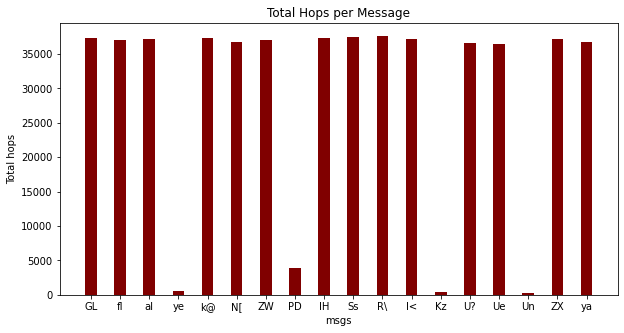 Total Hops per Message
Total hops
35000
30000
25000
20000
15000
10000
5000
0
GL fl al ye k@ N[ ZW PD IH Ss R\ I< Kz U? Ue Un ZX ya
msgs